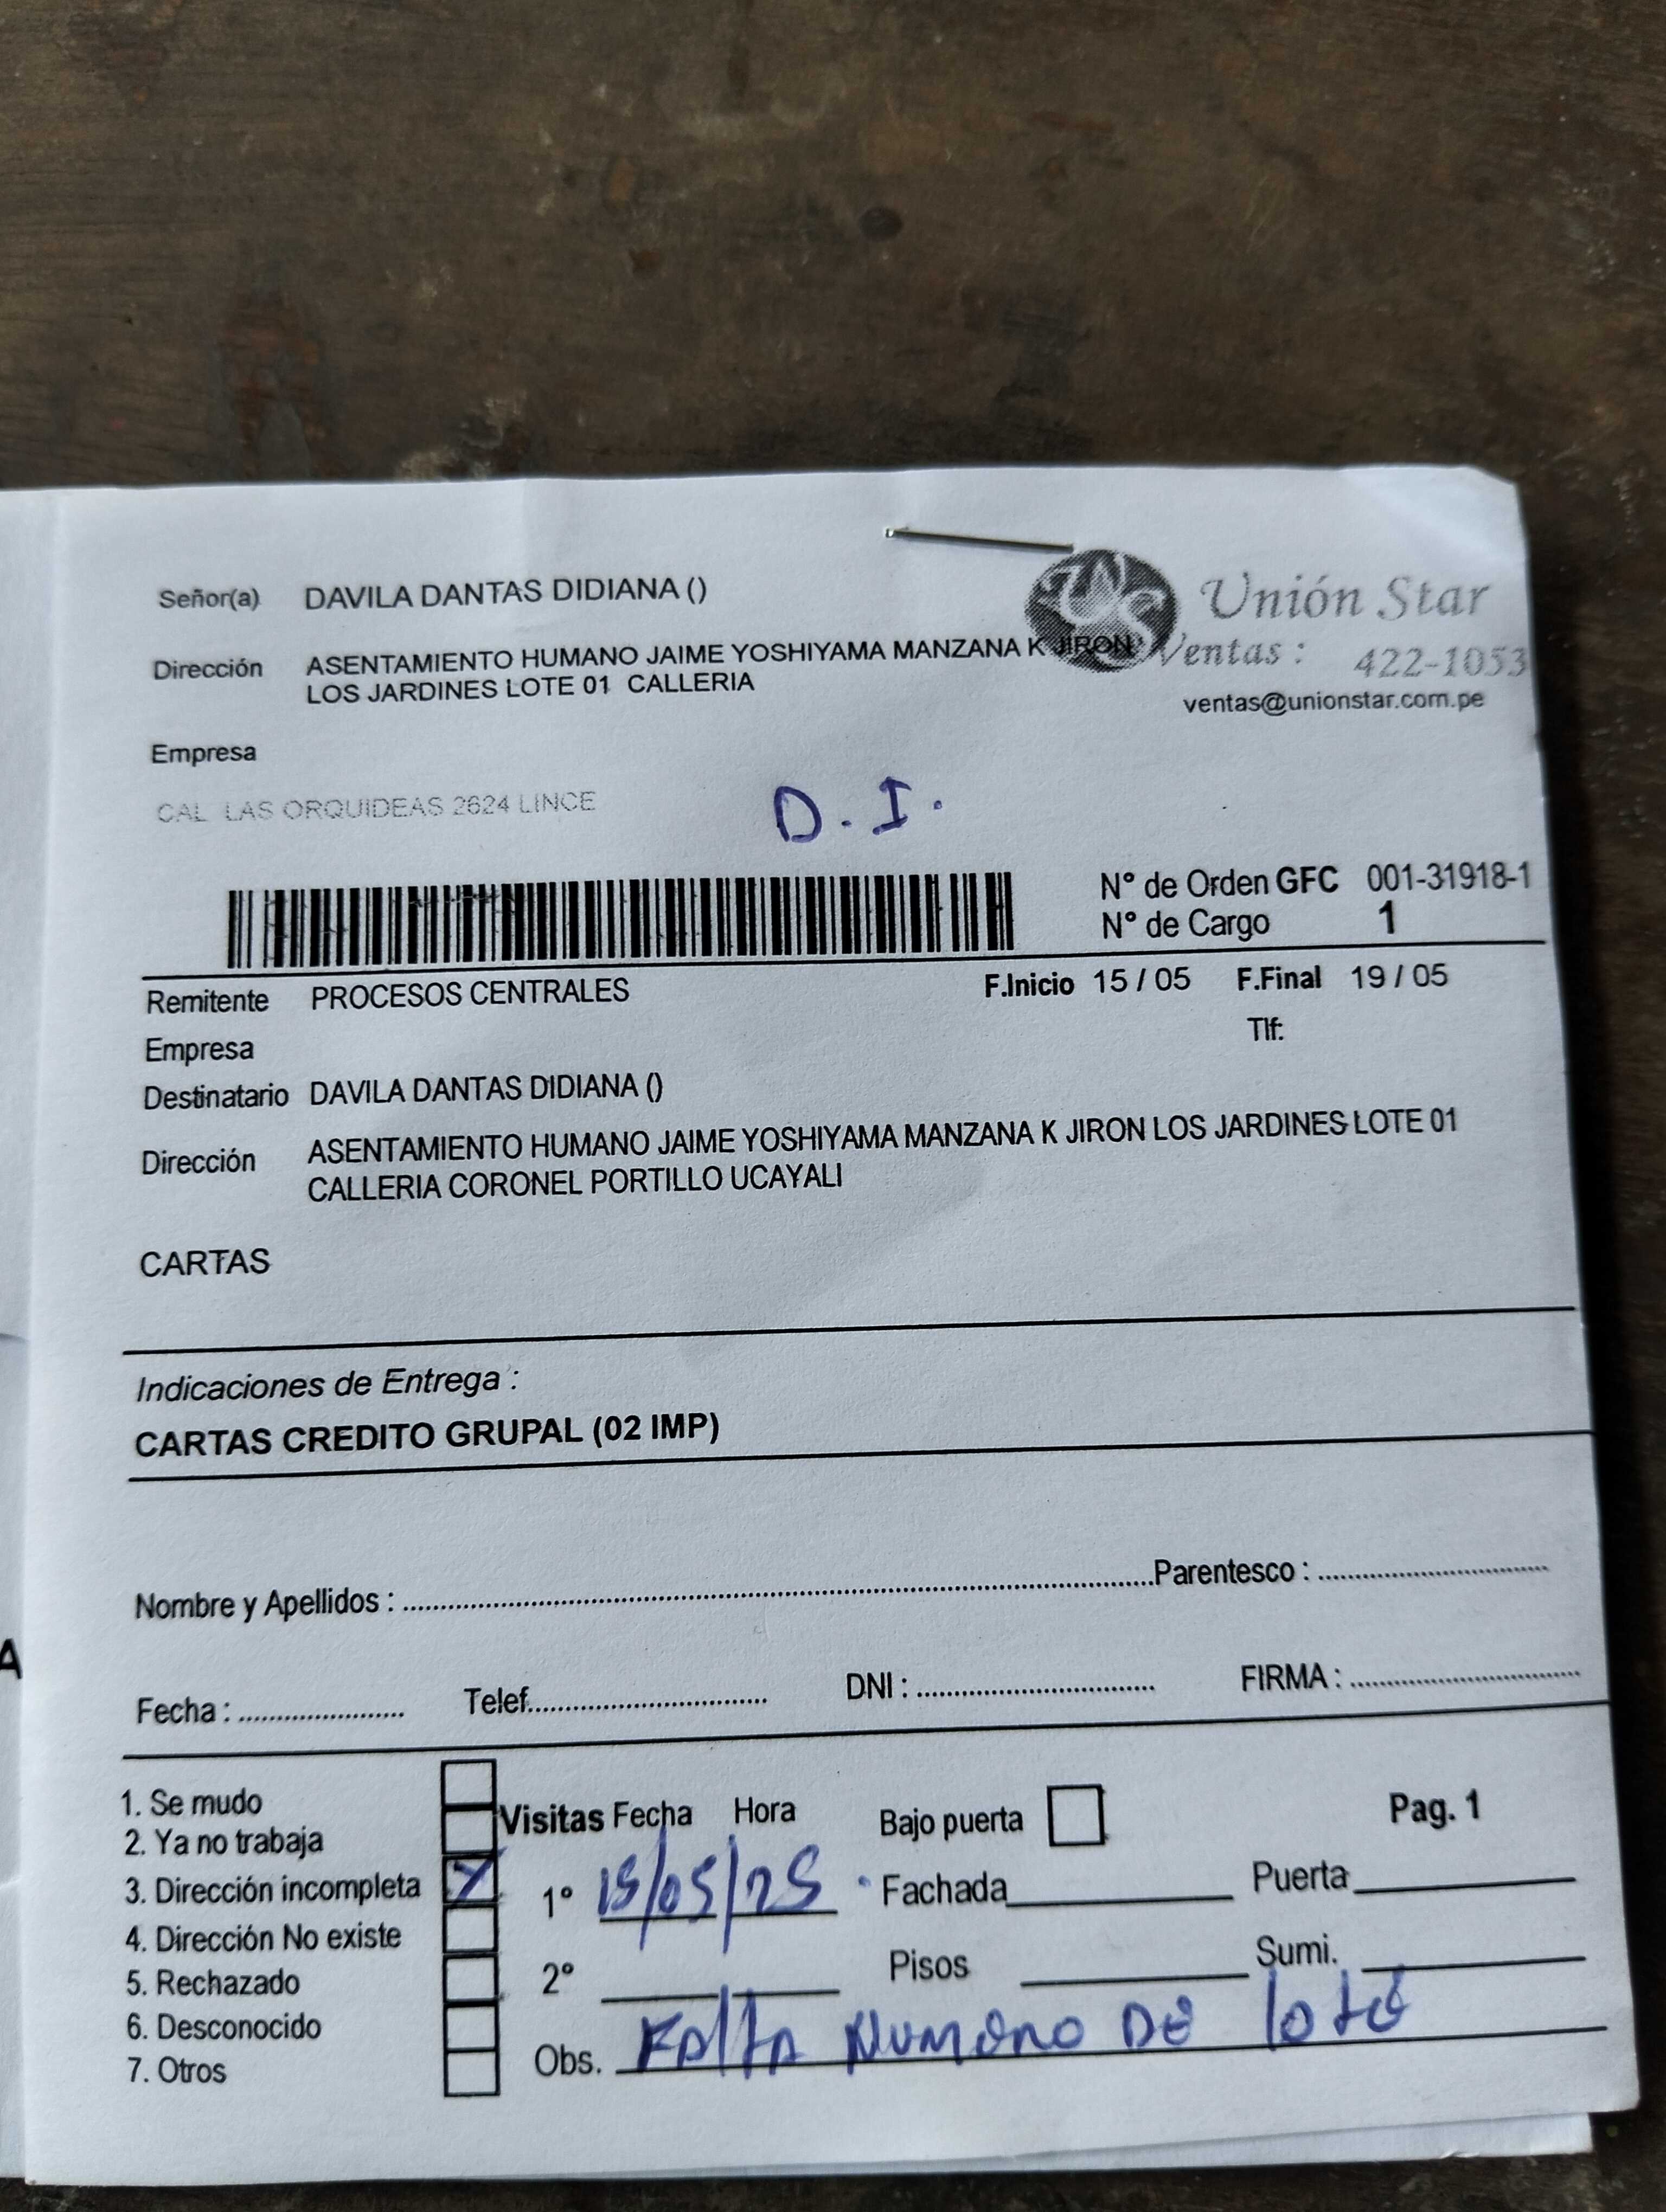 Señor(a) DAVILA DANTAS DIDIANA ()
Unión Star
Dirección ASENTAMIENTO HUMANO JAIME YOSHIYAMA MANZANA K JIRON
LOS JARDINES LOTE 01 CALLERIA
Ventas : 422-1053
ventas@unionstar.com.pe
Empresa
CAL LAS ORQUIDEAS 2624 LINCE
D. I.
N° de Orden GFC 001-31918-1
N° de Cargo 1
Remitente PROCESOS CENTRALES F.Inicio 15 / 05 F.Final 19 / 05
Empresa Tlf:
Destinatario DAVILA DANTAS DIDIANA ()
Dirección ASENTAMIENTO HUMANO JAIME YOSHIYAMA MANZANA K JIRON LOS JARDINES LOTE 01
CALLERIA CORONEL PORTILLO UCAYALI
CARTAS
Indicaciones de Entrega :
CARTAS CREDITO GRUPAL (02 IMP)
Nombre y Apellidos : Parentesco :
Fecha : Telef. DNI : FIRMA :
1. Se mudo
2. Ya no trabaja
3. Dirección incompleta X
4. Dirección No existe
5. Rechazado
6. Desconocido
7. Otros
Visitas Fecha Hora Bajo puerta Pag. 1
1° 15/05/25 Fachada Puerta
2° Pisos Sumi.
Obs. FAltA NUMERO DE lote
A